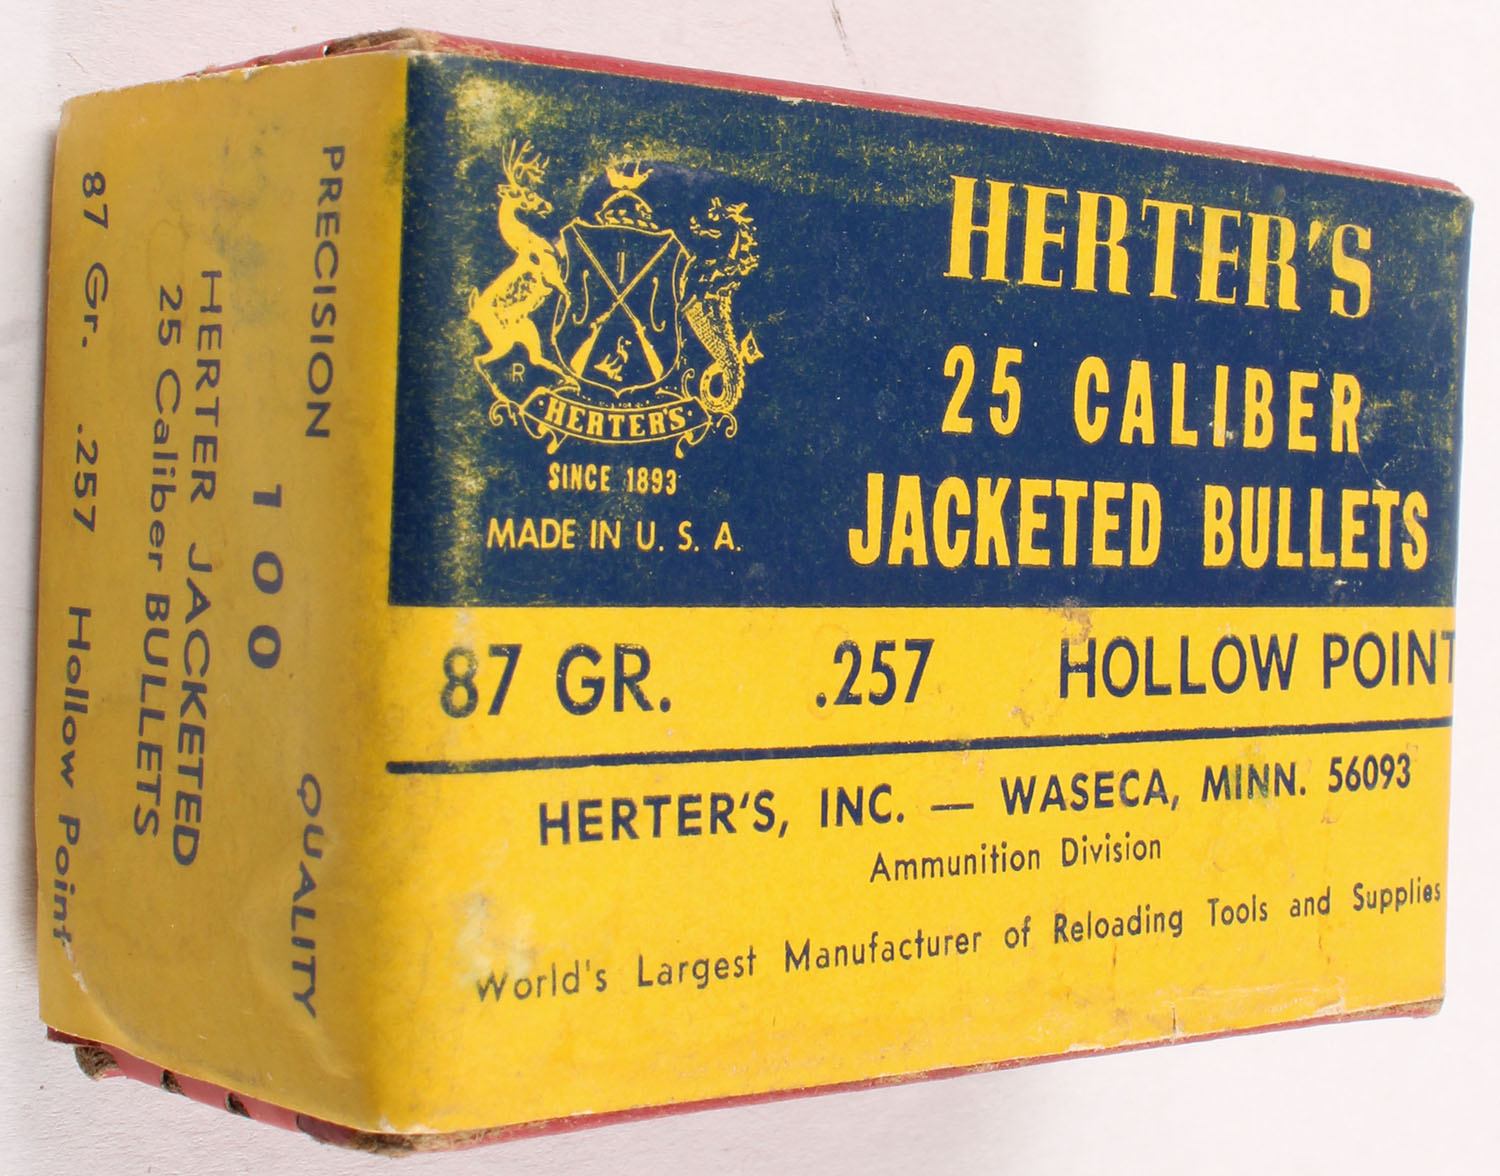 HERTER'S
25 CALIBER
JACKETED BULLETS
R
HERTER'S
SINCE 1893
MADE IN U. S. A.
87 GR. .257 HOLLOW POINT
HERTER'S, INC. — WASECA, MINN. 56093
Ammunition Division
World's Largest Manufacturer of Reloading Tools and Supplies
PRECISION QUALITY
100
HERTER JACKETED
25 Caliber BULLETS
87 Gr. .257 Hollow Point